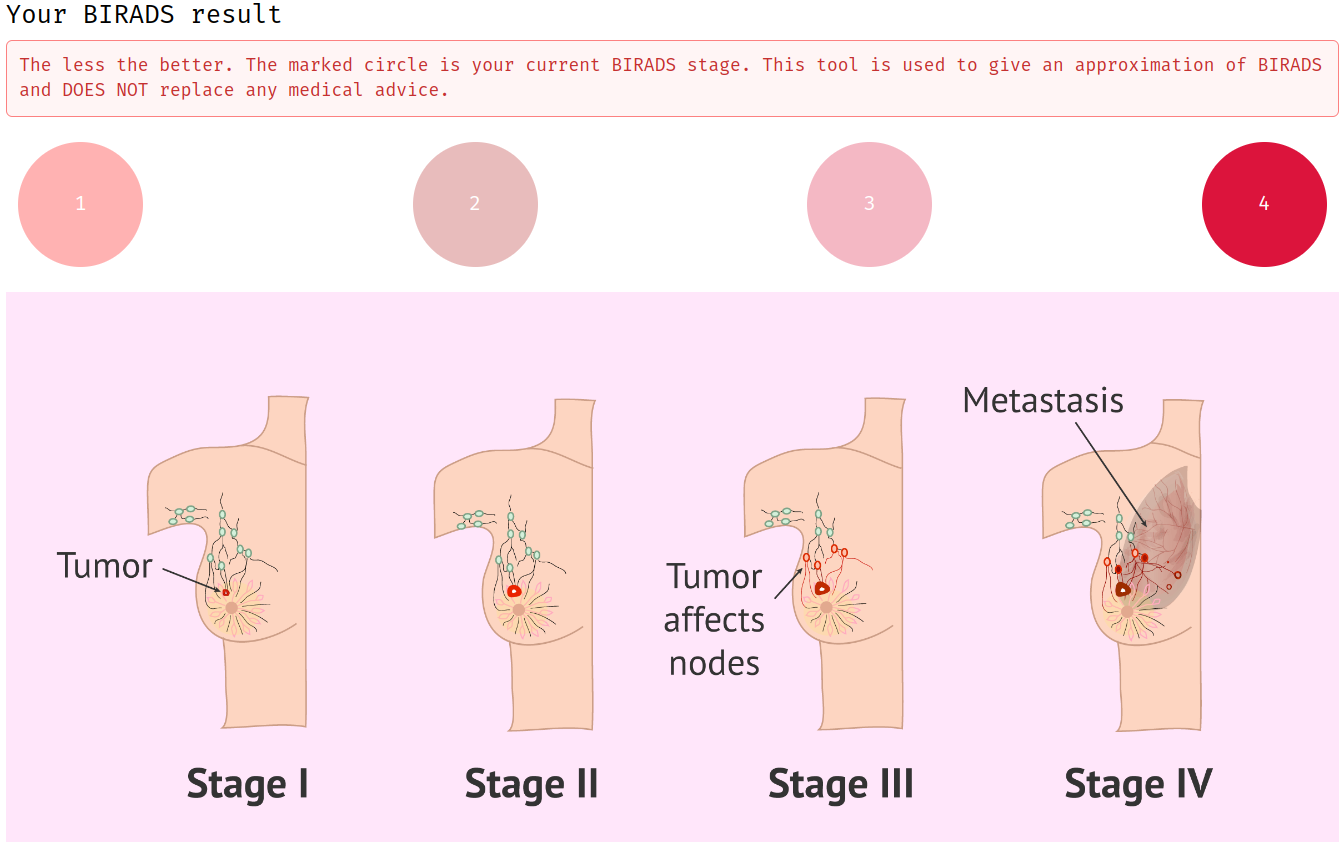 Your BIRADS result
The less the better. The marked circle is your current BIRADS stage. This tool is used to give an approximation of BIRADS
and DOES NOT replace any medical advice.
1 2 3 4
Metastasis
Tumor
Tumor
affects
nodes
Stage I Stage II Stage III Stage IV